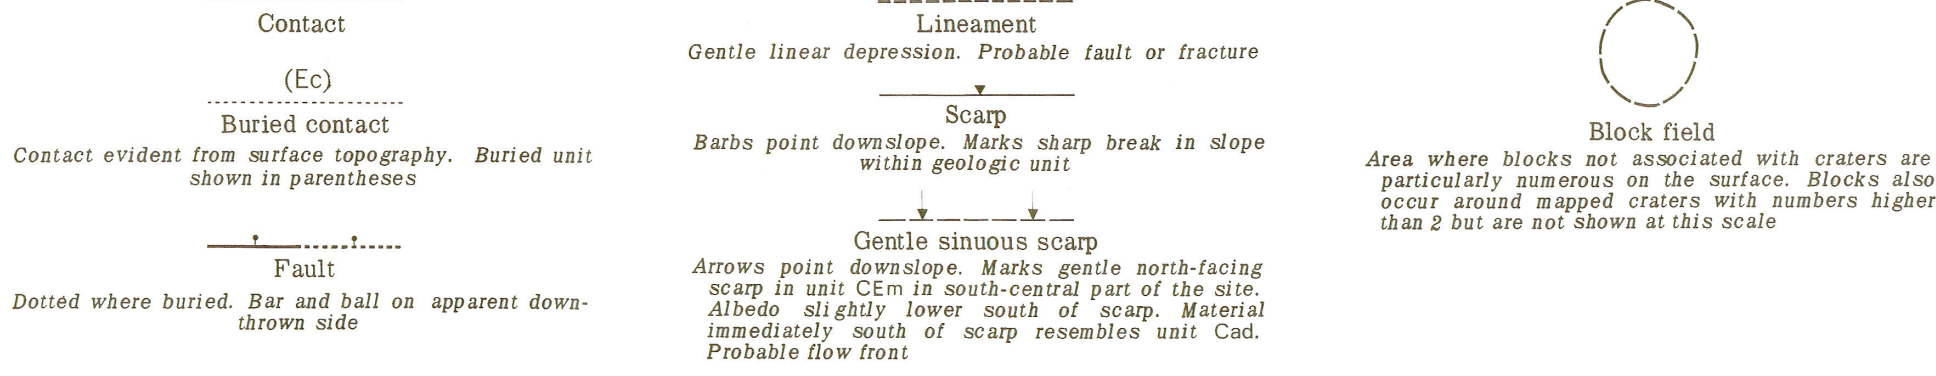 Contact
(Ec)
Buried contact
Contact evident from surface topography. Buried unit
shown in parentheses
Fault
Dotted where buried. Bar and ball on apparent down-
thrown side
Lineament
Gentle linear depression. Probable fault or fracture
Scarp
Barbs point downslope. Marks sharp break in slope
within geologic unit
Gentle sinuous scarp
Arrows point downslope. Marks gentle north-facing
scarp in unit CEm in south-central part of the site.
Albedo slightly lower south of scarp. Material
immediately south of scarp resembles unit Cad.
Probable flow front
Block field
Area where blocks not associated with craters are
particularly numerous on the surface. Blocks also
occur around mapped craters with numbers higher
than 2 but are not shown at this scale